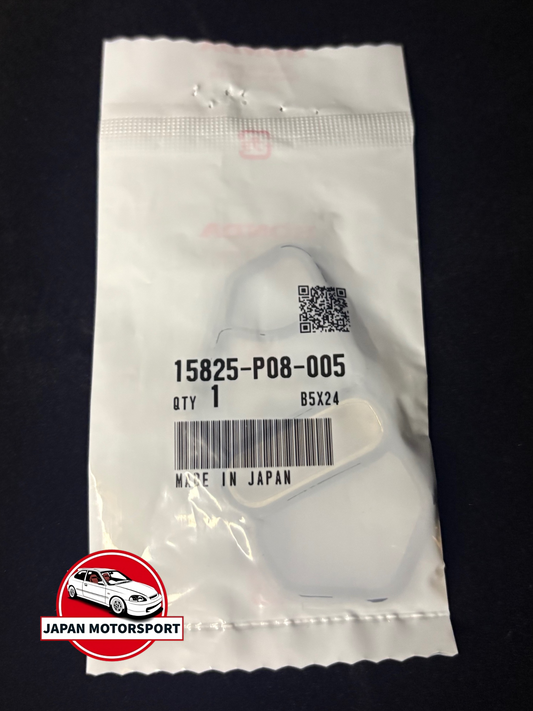 15825-P08-005
QTY 1 B5X24
MADE IN JAPAN
JAPAN MOTORSPORT